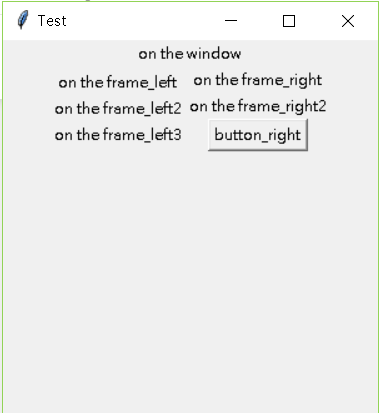 Test
on the window
on the frame_left
on the frame_right
on the frame_left2
on the frame_right2
on the frame_left3
button_right